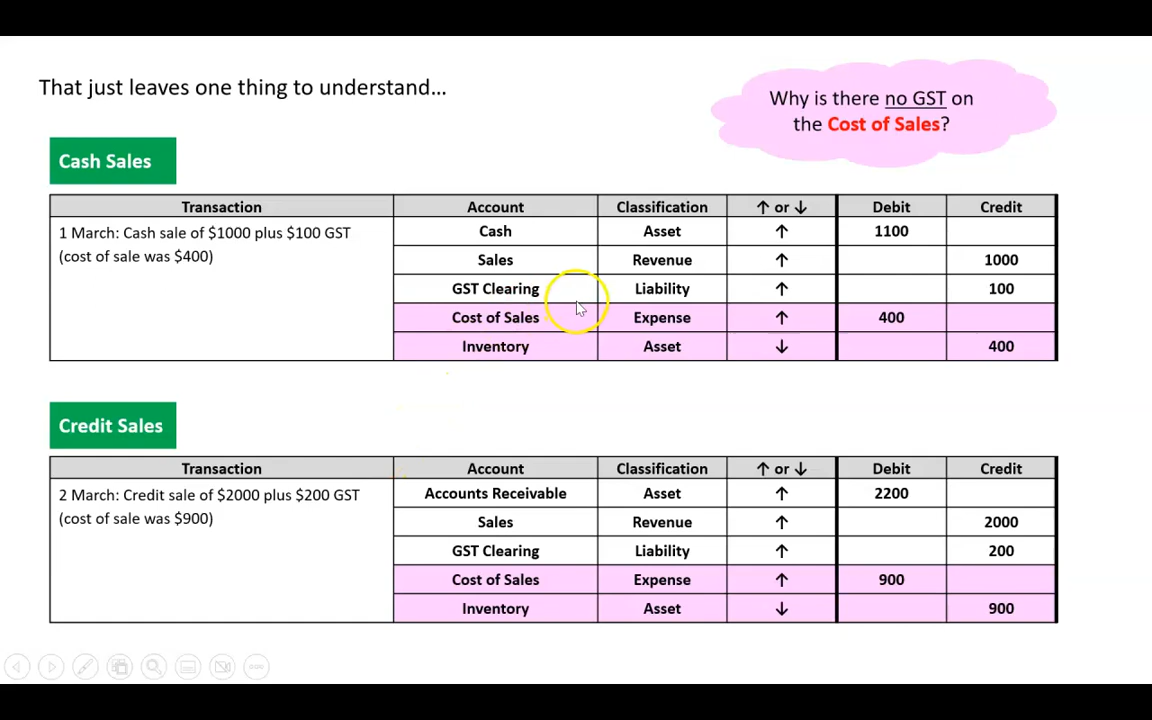 That just leaves one thing to understand...
Why is there no GST on
the Cost of Sales?
Cash Sales
Transaction Account Classification ↑ or ↓ Debit Credit
1 March: Cash sale of $1000 plus $100 GST
(cost of sale was $400)
Cash Asset ↑ 1100
Sales Revenue ↑ 1000
GST Clearing Liability ↑ 100
Cost of Sales Expense ↑ 400
Inventory Asset ↓ 400
Credit Sales
Transaction Account Classification ↑ or ↓ Debit Credit
2 March: Credit sale of $2000 plus $200 GST
(cost of sale was $900)
Accounts Receivable Asset ↑ 2200
Sales Revenue ↑ 2000
GST Clearing Liability ↑ 200
Cost of Sales Expense ↑ 900
Inventory Asset ↓ 900